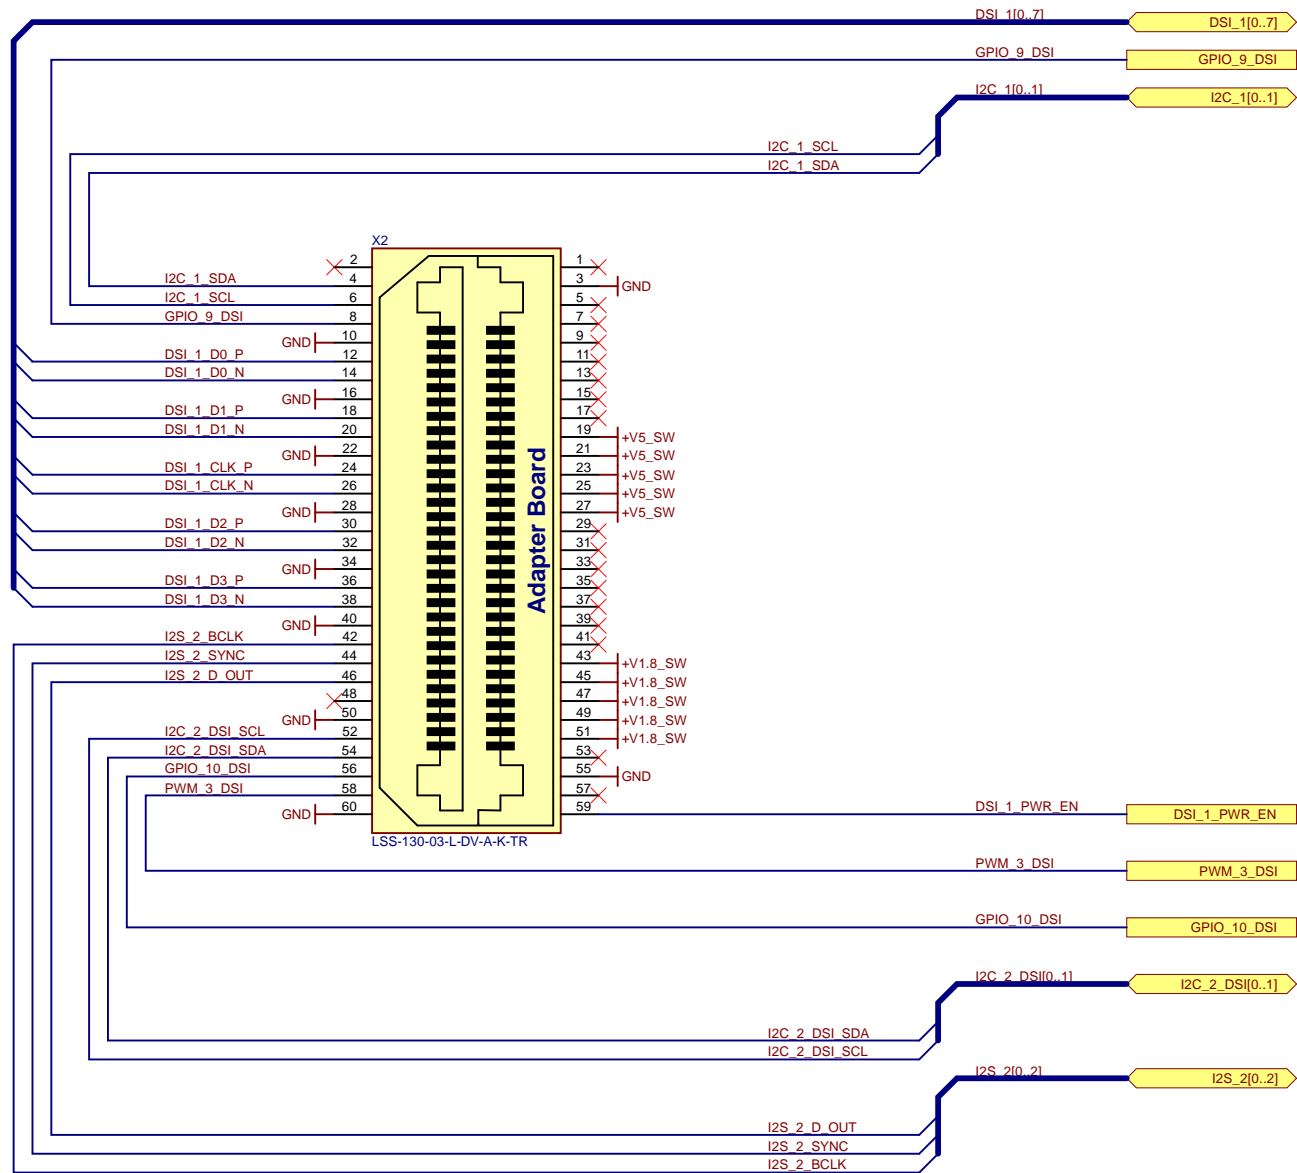 DSI_1[0..7] DSI_1[0..7]
GPIO_9_DSI GPIO_9_DSI
I2C_1[0..1] I2C_1[0..1]
I2C_1_SCL
I2C_1_SDA
X2
2 1
I2C_1_SDA 4 3 GND
I2C_1_SCL 6 5
GPIO_9_DSI 8 7
GND 10 9
DSI_1_D0_P 12 11
DSI_1_D0_N 14 13
GND 16 15
DSI_1_D1_P 18 17
DSI_1_D1_N 20 19 +V5_SW
GND 22 21 +V5_SW
DSI_1_CLK_P 24 23 +V5_SW
DSI_1_CLK_N 26 25 +V5_SW
GND 28 27 +V5_SW
DSI_1_D2_P 30 29
DSI_1_D2_N 32 31
GND 34 33
DSI_1_D3_P 36 35
DSI_1_D3_N 38 37
GND 40 39
I2S_2_BCLK 42 41
I2S_2_SYNC 44 43 +V1.8_SW
I2S_2_D_OUT 46 45 +V1.8_SW
48 47 +V1.8_SW
GND 50 49 +V1.8_SW
I2C_2_DSI_SCL 52 51 +V1.8_SW
I2C_2_DSI_SDA 54 53
GPIO_10_DSI 56 55 GND
PWM_3_DSI 58 57
GND 60 59
Adapter Board
LSS-130-03-L-DV-A-K-TR
DSI_1_PWR_EN DSI_1_PWR_EN
PWM_3_DSI PWM_3_DSI
GPIO_10_DSI GPIO_10_DSI
I2C_2_DSI[0..1] I2C_2_DSI[0..1]
I2C_2_DSI_SDA
I2C_2_DSI_SCL
I2S_2[0..2] I2S_2[0..2]
I2S_2_D_OUT
I2S_2_SYNC
I2S_2_BCLK